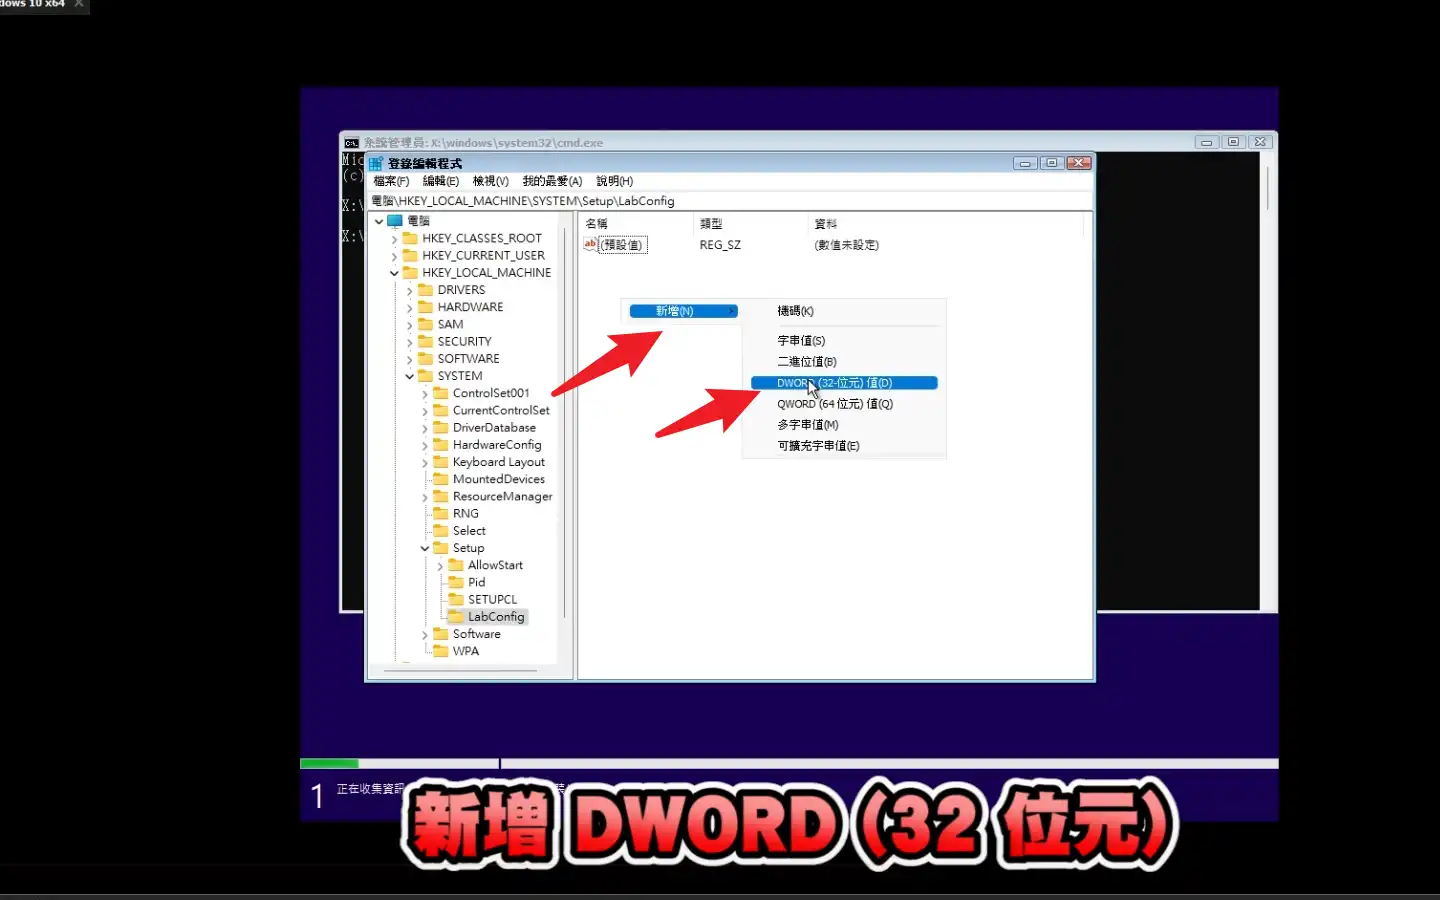 dows 10 x64
系統管理員: X:\windows\system32\cmd.exe
Mic
(c)
X:\
X:\
登錄編輯程式
檔案(F) 編輯(E) 檢視(V) 我的最愛(A) 說明(H)
電腦\HKEY_LOCAL_MACHINE\SYSTEM\Setup\LabConfig
電腦
HKEY_CLASSES_ROOT
HKEY_CURRENT_USER
HKEY_LOCAL_MACHINE
DRIVERS
HARDWARE
SAM
SECURITY
SOFTWARE
SYSTEM
ControlSet001
CurrentControlSet
DriverDatabase
HardwareConfig
Keyboard Layout
MountedDevices
ResourceManager
RNG
Select
Setup
AllowStart
Pid
SETUPCL
LabConfig
Software
WPA
名稱 類型 資料
(預設值) REG_SZ (數值未設定)
新增(N)
機碼(K)
字串值(S)
二進位值(B)
DWORD (32-位元) 值(D)
QWORD (64 位元) 值(Q)
多字串值(M)
可擴充字串值(E)
1 正在收集資訊
新增 DWORD (32 位元)